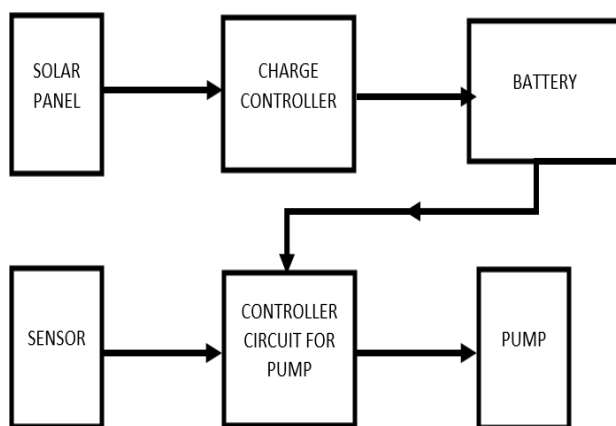 SOLAR
PANEL
CHARGE
CONTROLLER
BATTERY
SENSOR
CONTROLLER
CIRCUIT FOR
PUMP
PUMP